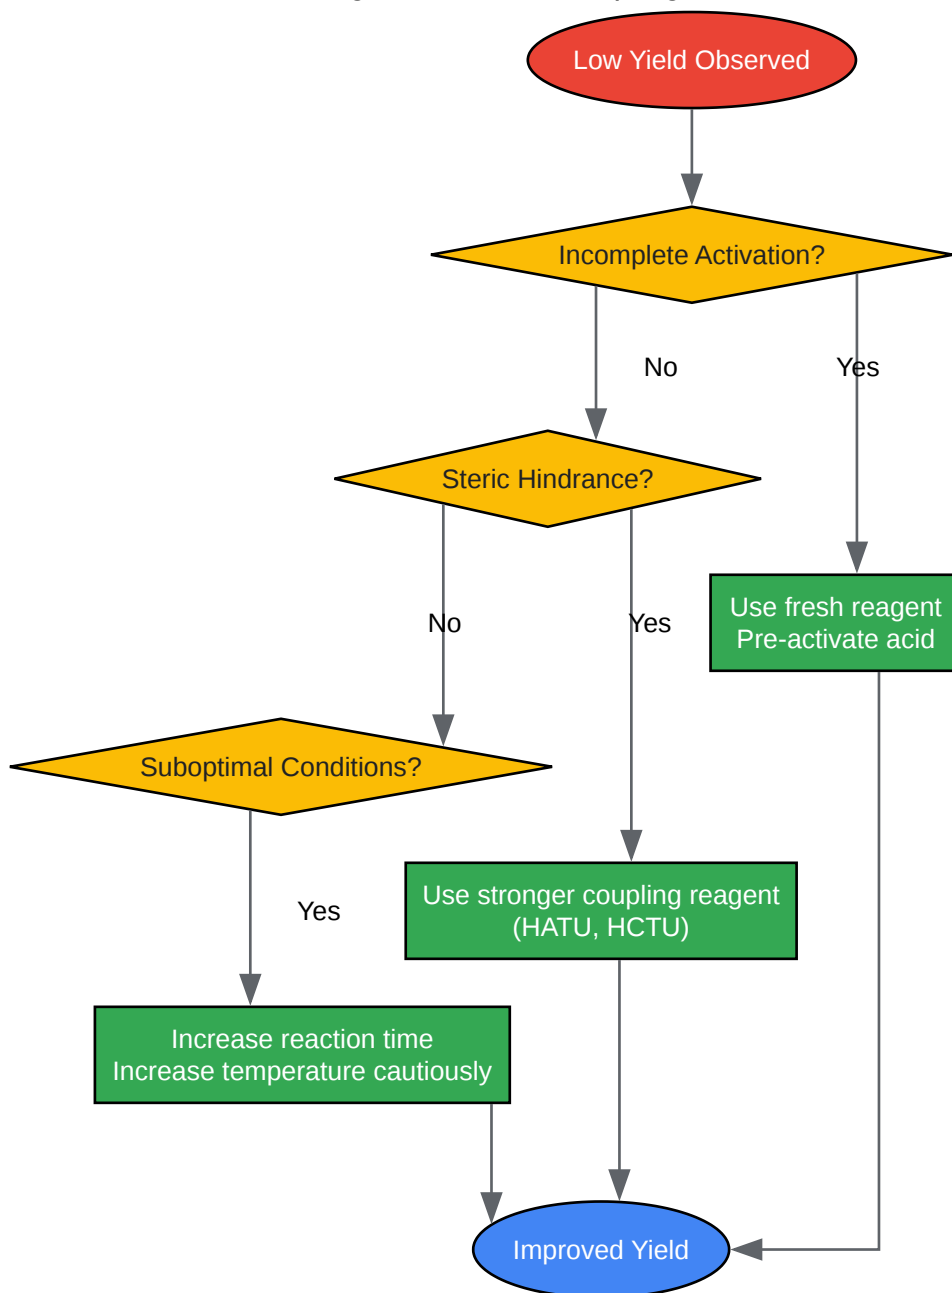 Low Yield Observed
Incomplete Activation?
No
Yes
Steric Hindrance?
Use fresh reagent
Pre-activate acid
No
Yes
Suboptimal Conditions?
Use stronger coupling reagent
(HATU, HCTU)
Yes
Increase reaction time
Increase temperature cautiously
Improved Yield